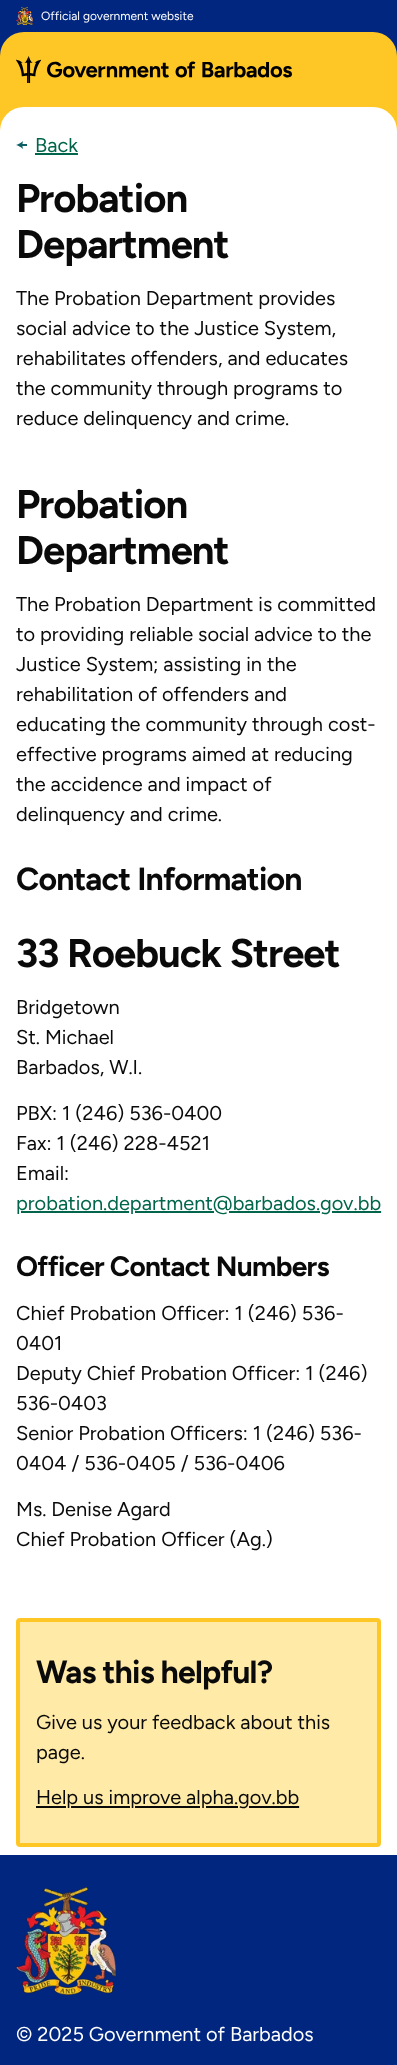 Official government website
Government of Barbados
Back
Probation
Department
The Probation Department provides
social advice to the Justice System,
rehabilitates offenders, and educates
the community through programs to
reduce delinquency and crime.
Probation
Department
The Probation Department is committed
to providing reliable social advice to the
Justice System; assisting in the
rehabilitation of offenders and
educating the community through cost-
effective programs aimed at reducing
the accidence and impact of
delinquency and crime.
Contact Information
33 Roebuck Street
Bridgetown
St. Michael
Barbados, W.I.
PBX: 1 (246) 536-0400
Fax: 1 (246) 228-4521
Email:
probation.department@barbados.gov.bb
Officer Contact Numbers
Chief Probation Officer: 1 (246) 536-
0401
Deputy Chief Probation Officer: 1 (246)
536-0403
Senior Probation Officers: 1 (246) 536-
0404 / 536-0405 / 536-0406
Ms. Denise Agard
Chief Probation Officer (Ag.)
Was this helpful?
Give us your feedback about this
page.
Help us improve alpha.gov.bb
PRIDE AND INDUSTRY
© 2025 Government of Barbados